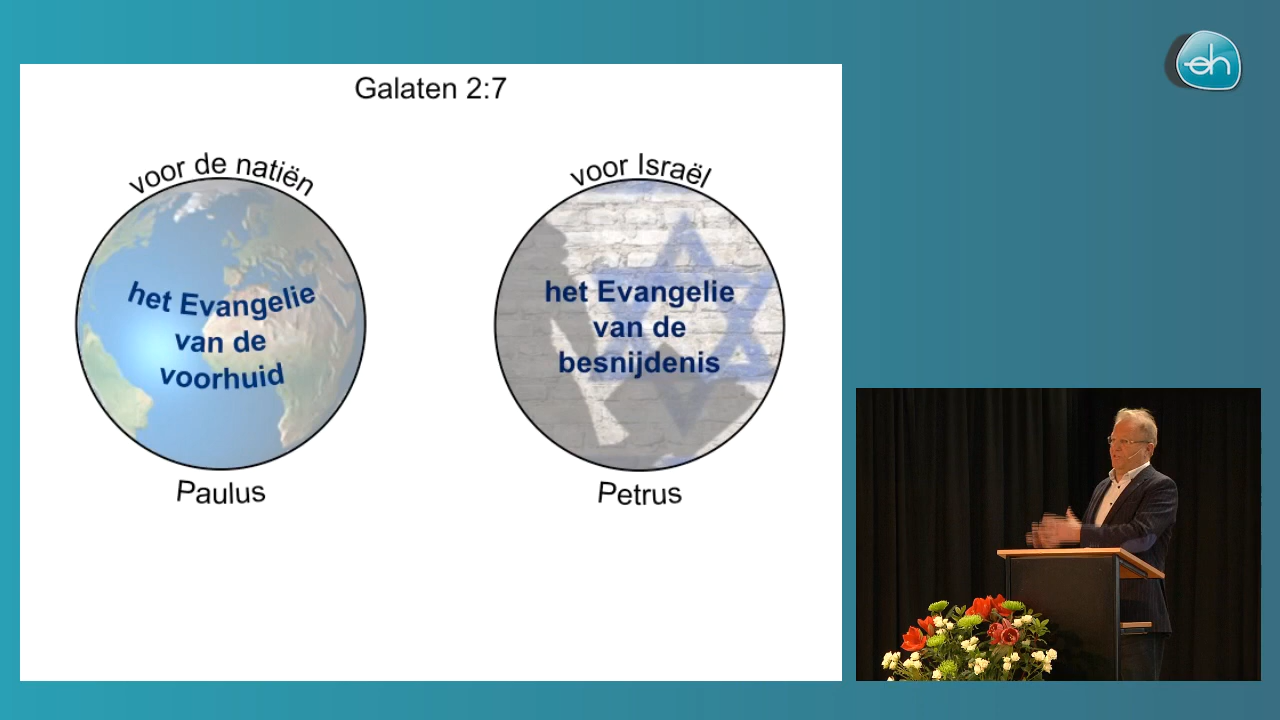 eh
Galaten 2:7
voor de natiën
het Evangelie
van de
voorhuid
Paulus
voor Israël
het Evangelie
van de
besnijdenis
Petrus